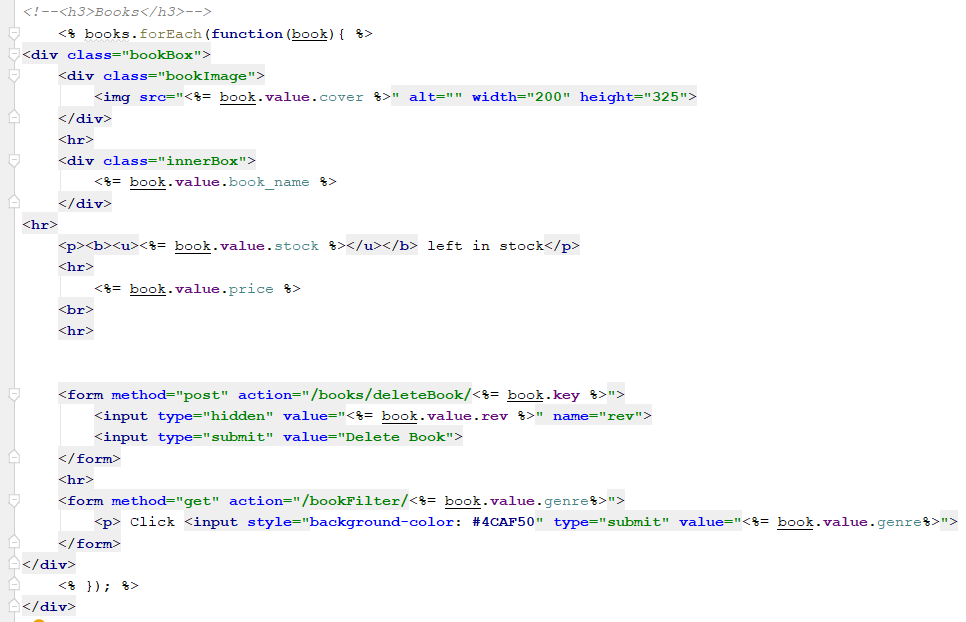 <!--<h3>Books</h3>-->
<% books.forEach(function(book){ %>
<div class="bookBox">
<div class="bookImage">
<img src="<%= book.value.cover %>" alt="" width="200" height="325">
</div>
<hr>
<div class="innerBox">
<%= book.value.book_name %>
</div>
<hr>
<p><b><u><%= book.value.stock %></u></b> left in stock</p>
<hr>
<%= book.value.price %>
<br>
<hr>
<form method="post" action="/books/deleteBook/<%= book.key %>">
<input type="hidden" value="<%= book.value.rev %>" name="rev">
<input type="submit" value="Delete Book">
</form>
<hr>
<form method="get" action="/bookFilter/<%= book.value.genre%>">
<p> Click <input style="background-color: #4CAF50" type="submit" value="<%= book.value.genre%>">
</form>
</div>
<% }); %>
</div>